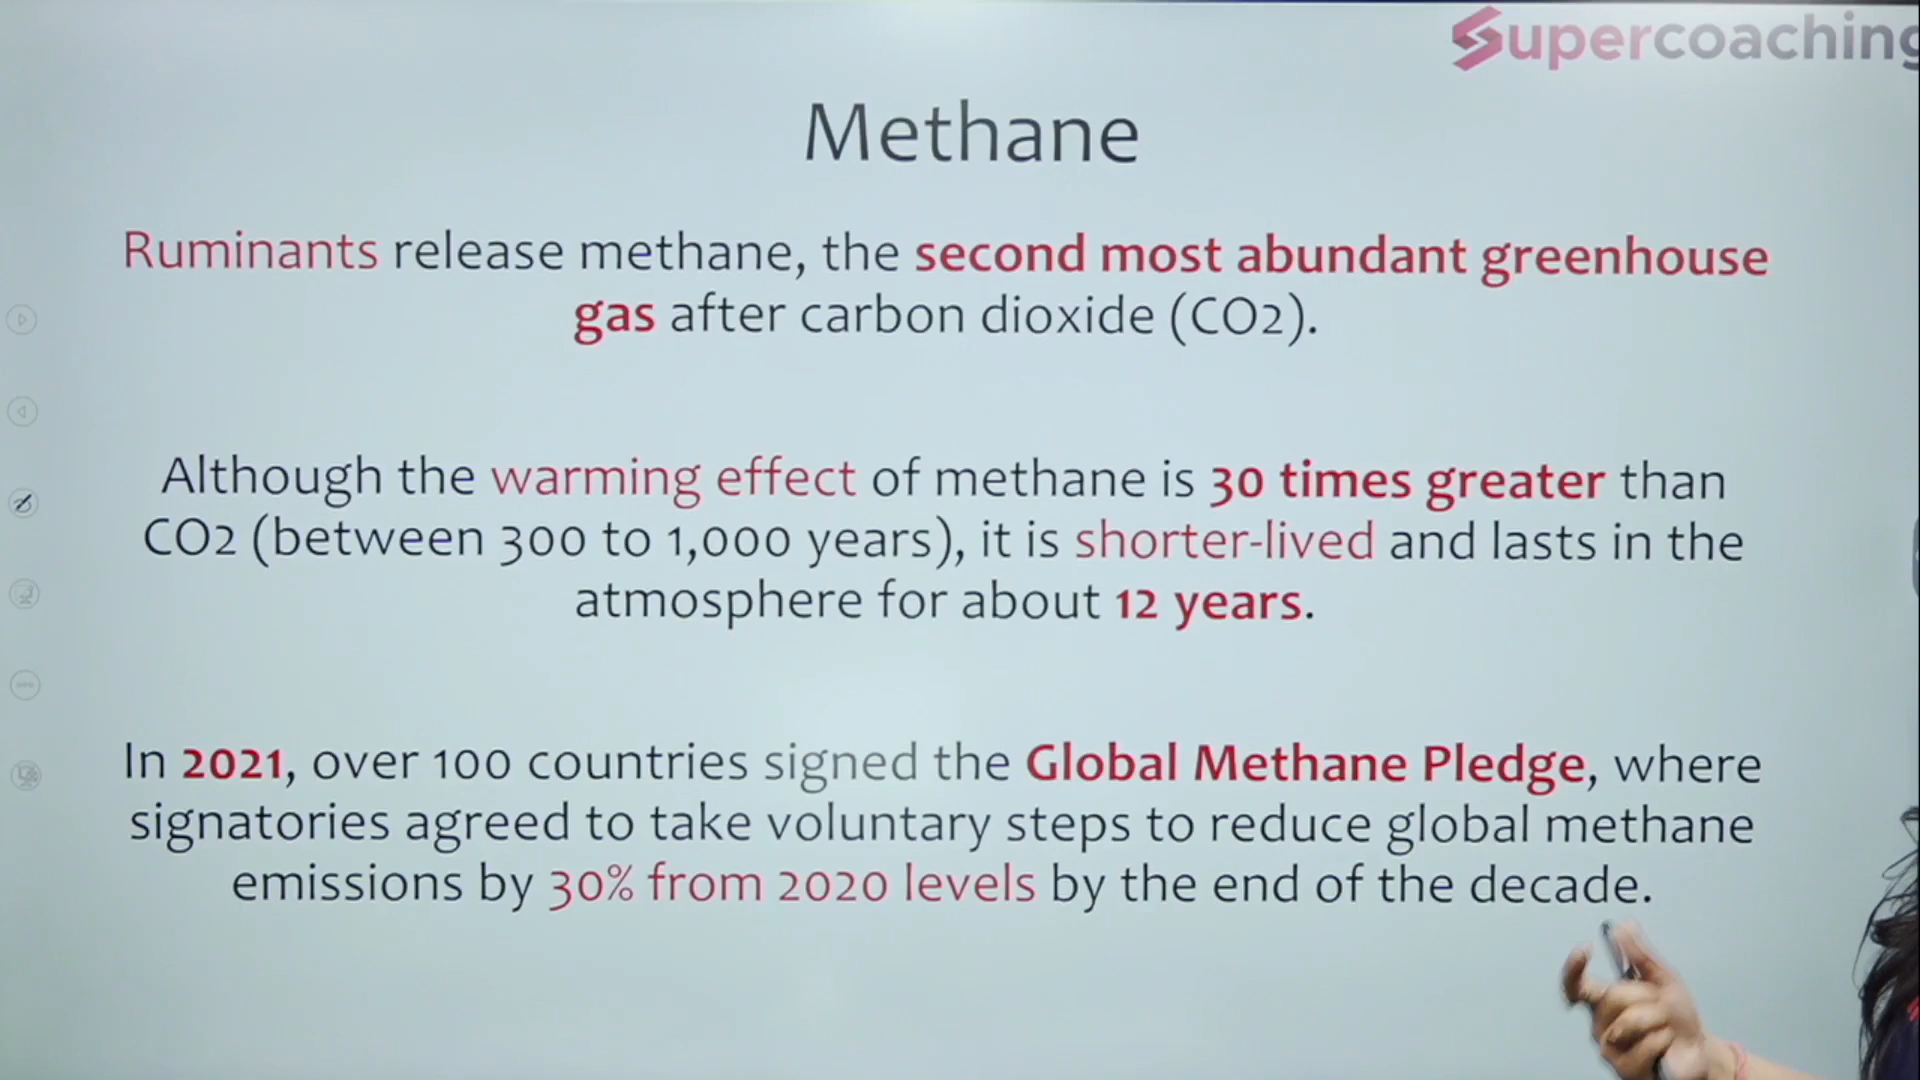 Supercoaching
Methane
Ruminants release methane, the second most abundant greenhouse
gas after carbon dioxide (CO2).
Although the warming effect of methane is 30 times greater than
CO2 (between 300 to 1,000 years), it is shorter-lived and lasts in the
atmosphere for about 12 years.
In 2021, over 100 countries signed the Global Methane Pledge, where
signatories agreed to take voluntary steps to reduce global methane
emissions by 30% from 2020 levels by the end of the decade.